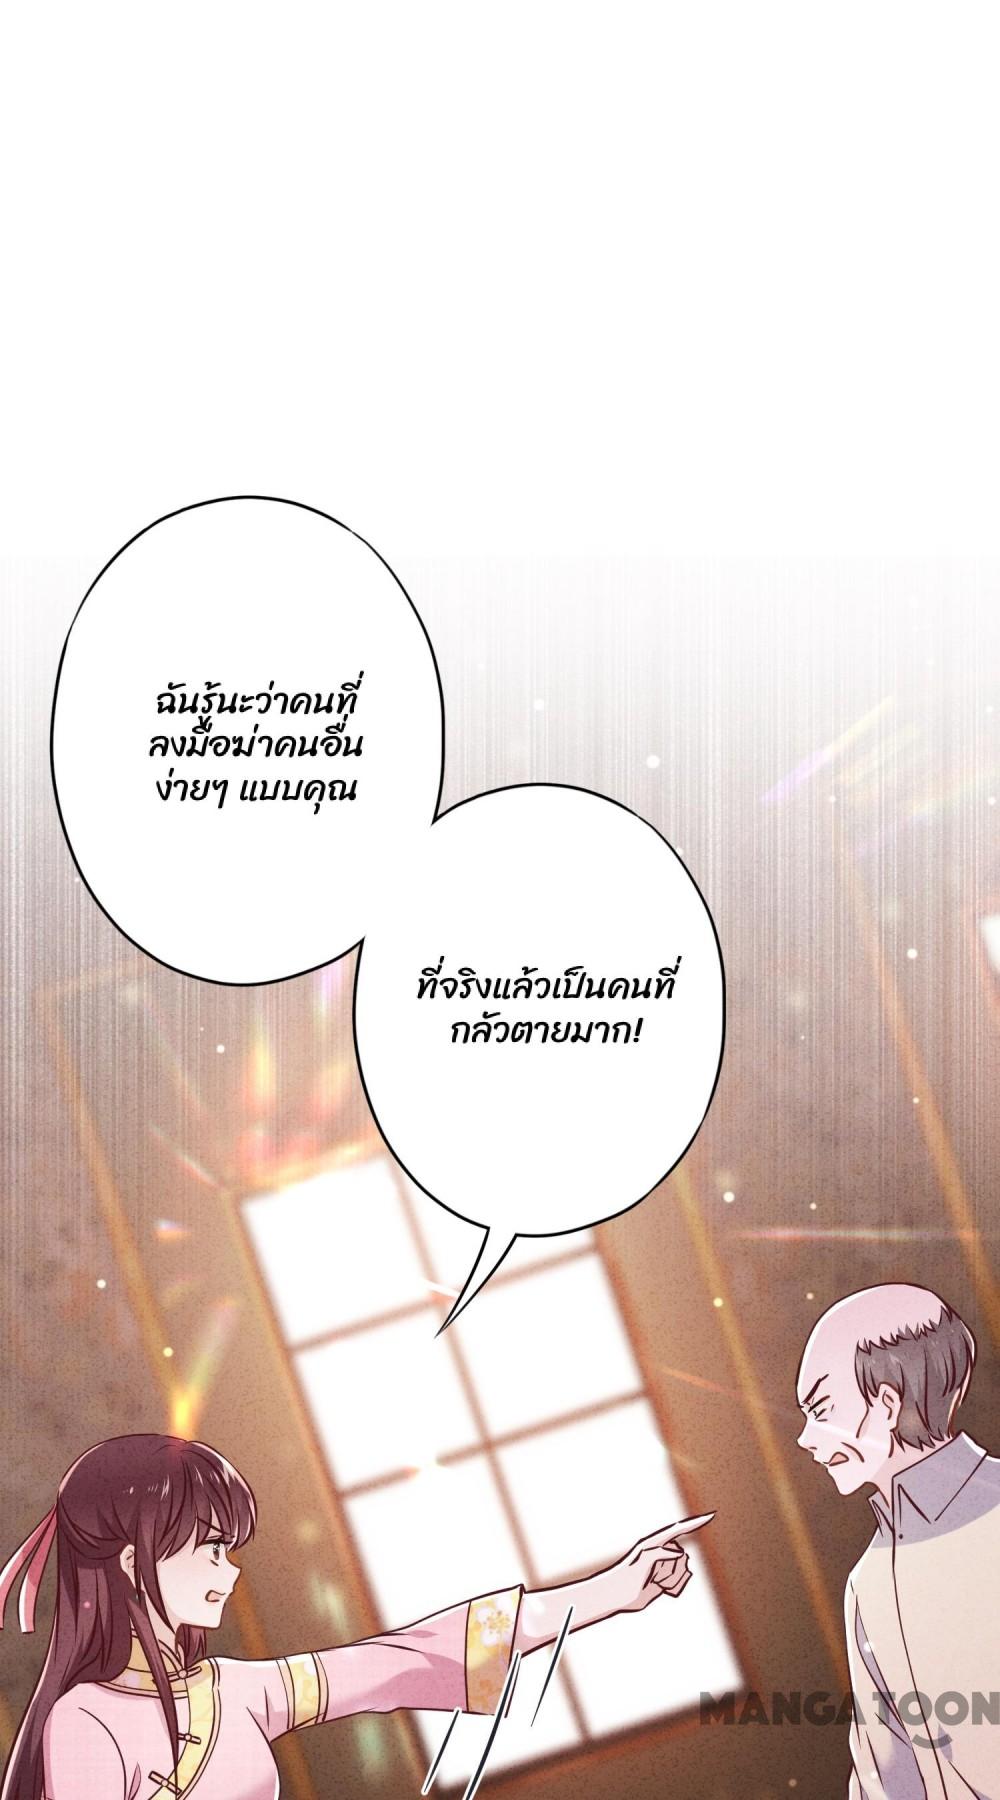 ฉันรู้นะว่าคนที่
ลงมือฆ่าคนอื่น
ง่ายๆ แบบคุณ
ที่จริงแล้วเป็นคนที่
กลัวตายมาก!
MANGATOON